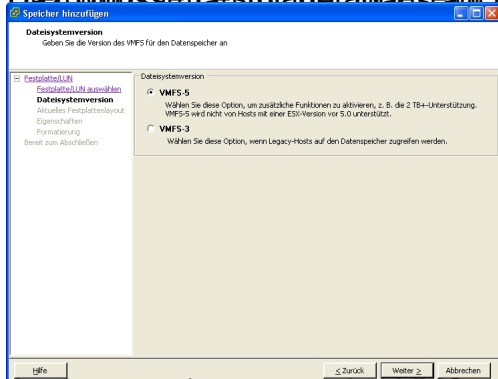 Speicher hinzufügen
Dateisystemversion
Geben Sie die Version des VMFS für den Datenspeicher an
Festplatte/LUN
Festplatte/LUN auswählen
Dateisystemversion
Aktuelles Festplattenlayout
Eigenschaften
Formatierung
Bereit zum Abschließen
Dateisystemversion
VMFS-5
Wählen Sie diese Option, um zusätzliche Funktionen zu aktivieren, z. B. die 2 TB+-Unterstützung.
VMFS-5 wird nicht von Hosts mit einer ESX-Version vor 5.0 unterstützt.
VMFS-3
Wählen Sie diese Option, wenn Legacy-Hosts auf den Datenspeicher zugreifen werden.
Hilfe
< Zurück
Weiter >
Abbrechen